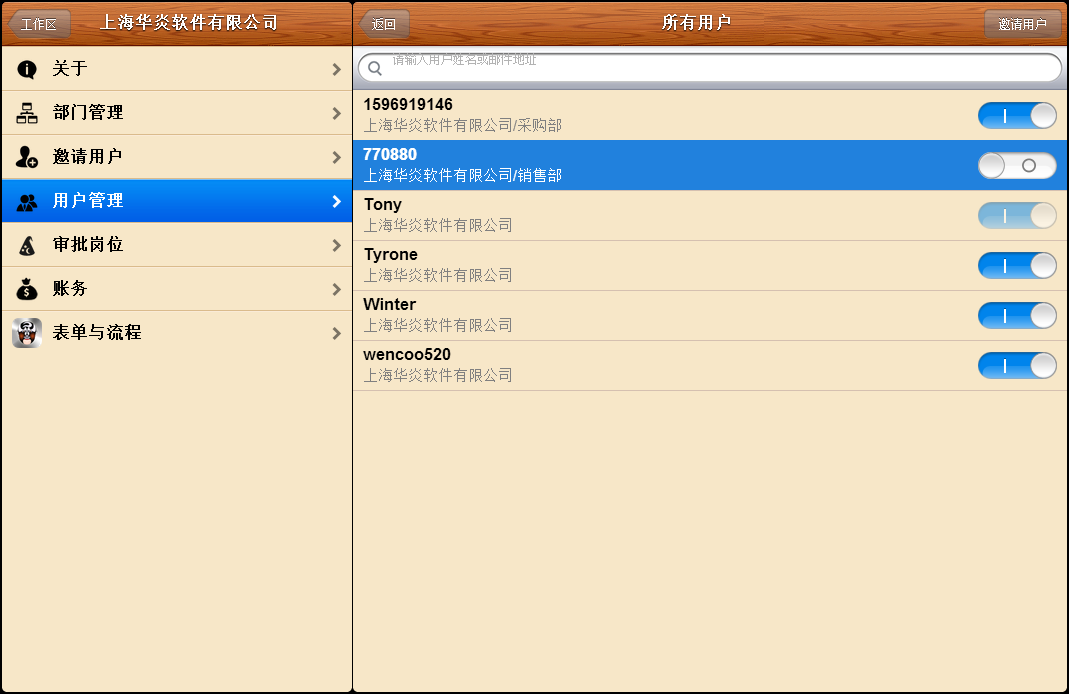 工作区
上海华炎软件有限公司
关于
部门管理
邀请用户
用户管理
审批岗位
账务
表单与流程
返回
所有用户
邀请用户
请输入用户姓名或邮件地址
1596919146
上海华炎软件有限公司/采购部
770880
上海华炎软件有限公司/销售部
Tony
上海华炎软件有限公司
Tyrone
上海华炎软件有限公司
Winter
上海华炎软件有限公司
wencoo520
上海华炎软件有限公司